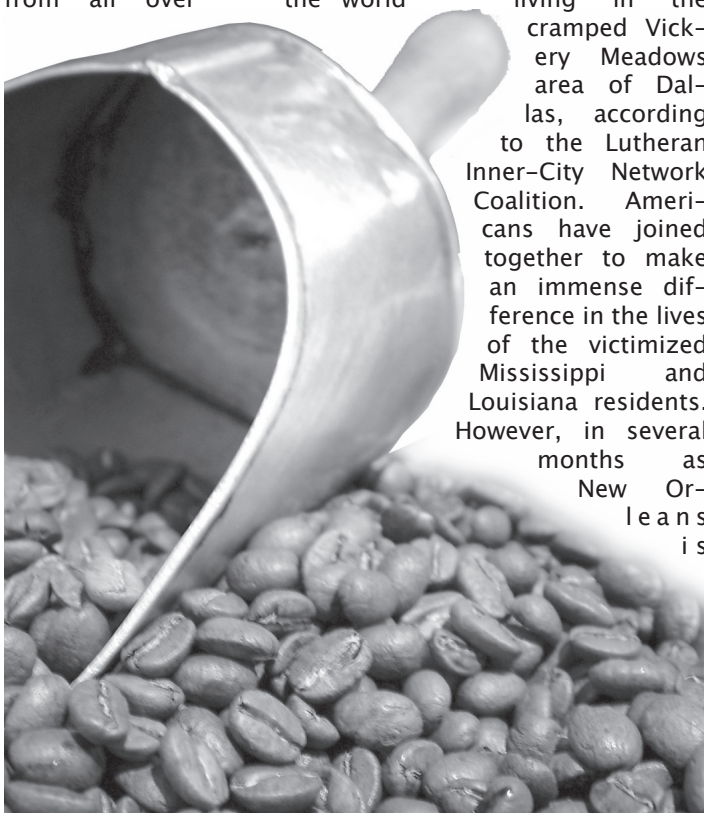 from all over the world
living in the
cramped Vick-
ery Meadows
area of Dal-
las, according
to the Lutheran
Inner-City Network
Coalition. Ameri-
cans have joined
together to make
an immense dif-
ference in the lives
of the victimized
Mississippi and
Louisiana residents.
However, in several
months as
New Or-
leans
is